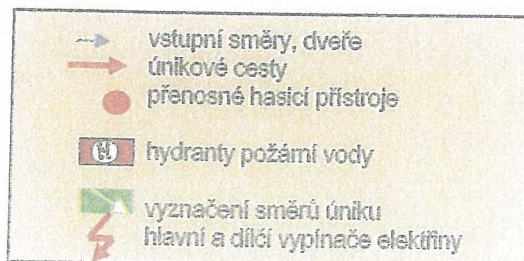 vstupní směry, dveře
únikové cesty
přenosné hasicí přístroje
H hydranty požární vody
vyznačení směrů úniku
hlavní a dílčí vypínače elektřiny